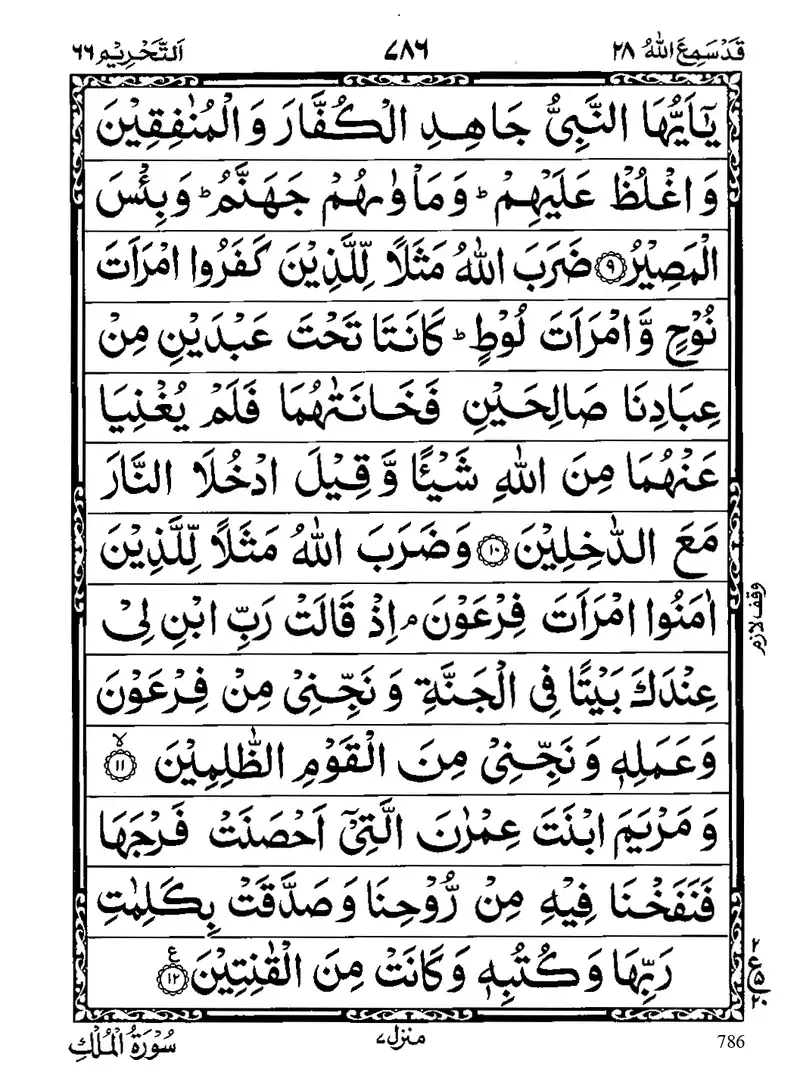 قَدْسَمِعَ اللّٰهُ ٢٨
٧٨٦
اَلتَّحْرِيْم ٦٦
يٰۤاَيُّهَا النَّبِىُّ جَاهِدِ الْكُفَّارَ وَالْمُنٰفِقِيْنَ
وَاغْلُظْ عَلَيْهِمْ ؕ وَمَاْوٰىهُمْ جَهَنَّمُ ؕ وَبِئْسَ
الْمَصِيْرُ ﴿٩﴾ ضَرَبَ اللّٰهُ مَثَلًا لِّلَّذِيْنَ كَفَرُوا امْرَاَتَ
نُوْحٍ وَّامْرَاَتَ لُوْطٍ ؕ كَانَتَا تَحْتَ عَبْدَيْنِ مِنْ
عِبَادِنَا صَالِحَيْنِ فَخَانَتٰهُمَا فَلَمْ يُغْنِيَا
عَنْهُمَا مِنَ اللّٰهِ شَيْـًٔا وَّقِيْلَ ادْخُلَا النَّارَ
مَعَ الدّٰخِلِيْنَ ﴿١٠﴾ وَضَرَبَ اللّٰهُ مَثَلًا لِّلَّذِيْنَ
اٰمَنُوا امْرَاَتَ فِرْعَوْنَ ۘ اِذْ قَالَتْ رَبِّ ابْنِ لِىْ
عِنْدَكَ بَيْتًا فِى الْجَنَّةِ وَنَجِّنِىْ مِنْ فِرْعَوْنَ
وَعَمَلِهٖ وَنَجِّنِىْ مِنَ الْقَوْمِ الظّٰلِمِيْنَ ﴿١١﴾ ۙ
وَمَرْيَمَ ابْنَتَ عِمْرٰنَ الَّتِىْۤ اَحْصَنَتْ فَرْجَهَا
فَنَفَخْنَا فِيْهِ مِنْ رُّوْحِنَا وَصَدَّقَتْ بِكَلِمٰتِ
رَبِّهَا وَكُتُبِهٖ وَكَانَتْ مِنَ الْقٰنِتِيْنَ ﴿١٢﴾ ع
وقف لازم
٢
ع
٥
٢٠
سُوْرَةُ الْمُلْكِ
منزل ٧
786